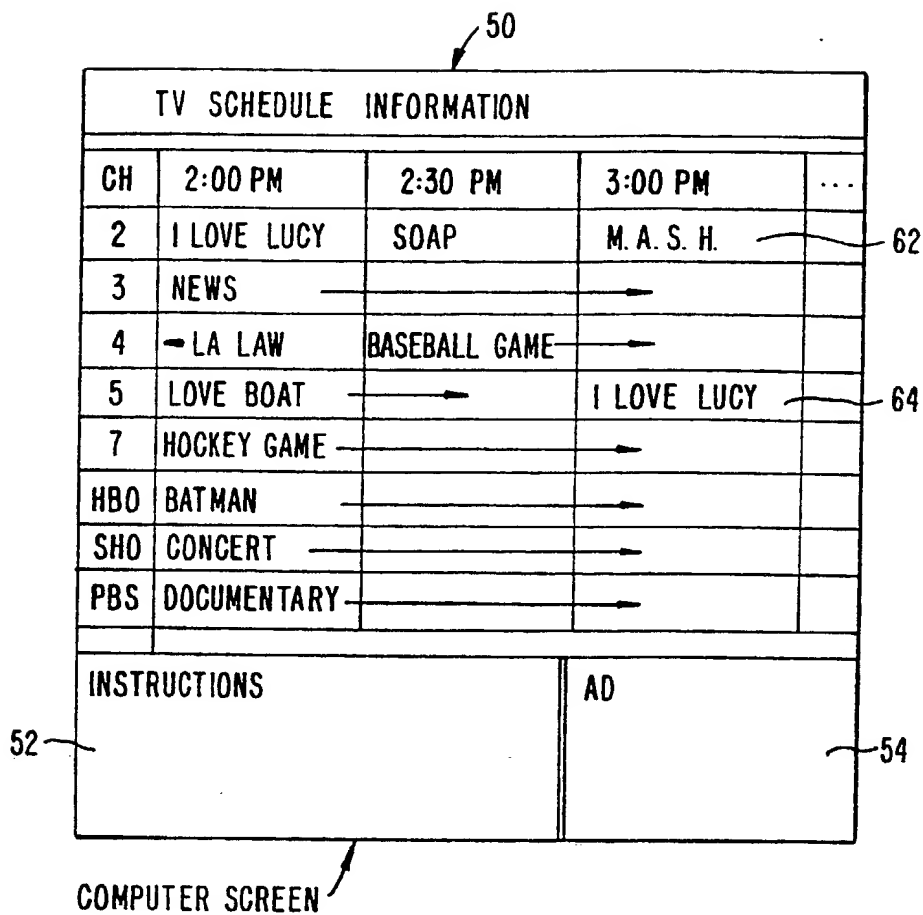 50
TV SCHEDULE INFORMATION
CH 2:00 PM 2:30 PM 3:00 PM ...
2 I LOVE LUCY SOAP M.A.S.H. 62
3 NEWS
4 LA LAW BASEBALL GAME
5 LOVE BOAT I LOVE LUCY 64
7 HOCKEY GAME
HBO BATMAN
SHO CONCERT
PBS DOCUMENTARY
INSTRUCTIONS AD
52 54
COMPUTER SCREEN